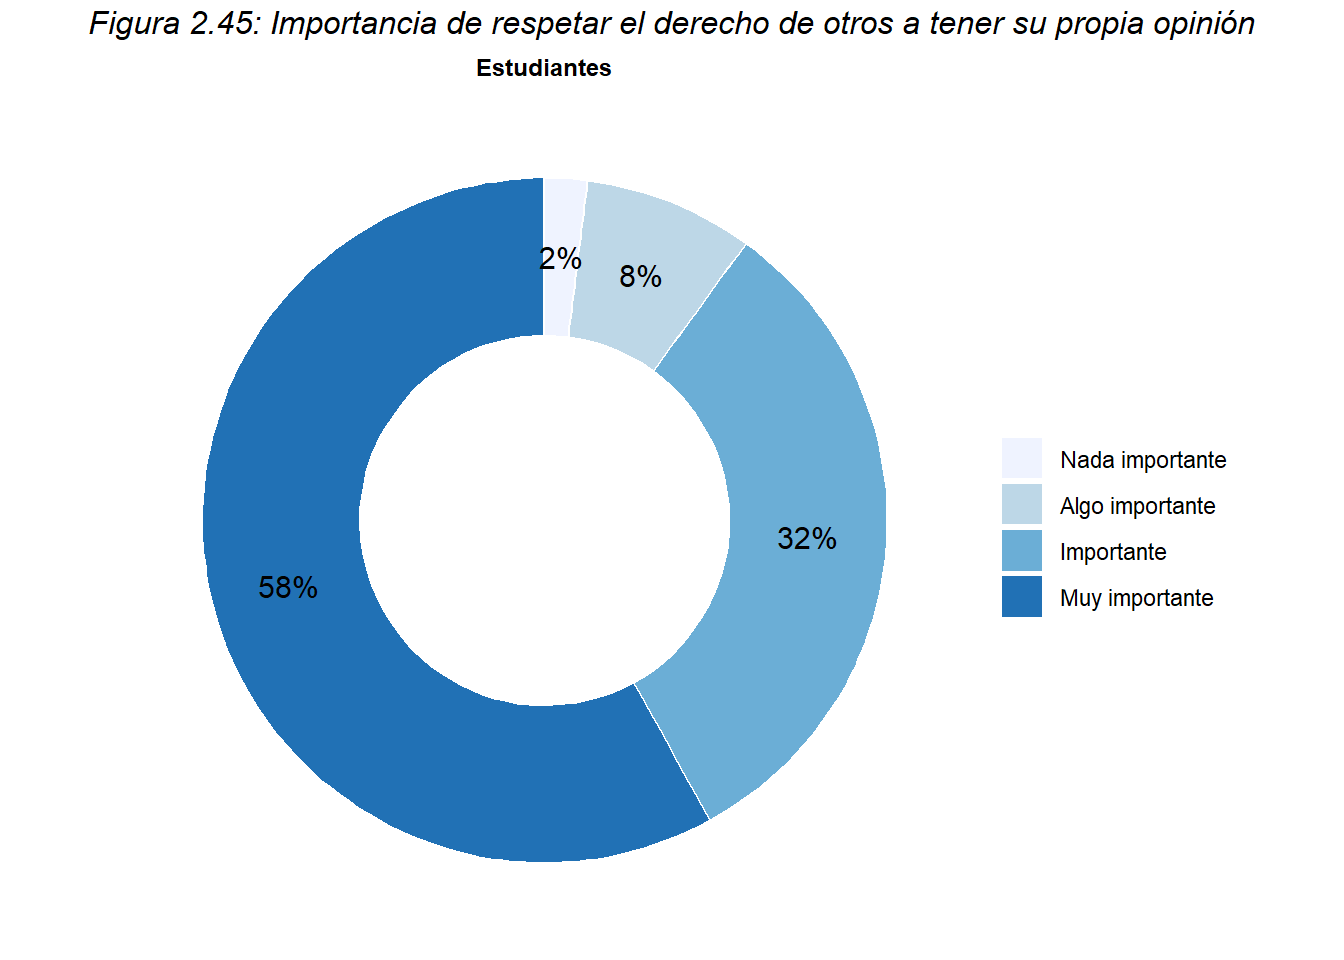 Figura 2.45: Importancia de respetar el derecho de otros a tener su propia opinión
Estudiantes
2%
8%
32%
58%
Nada importante
Algo importante
Importante
Muy importante